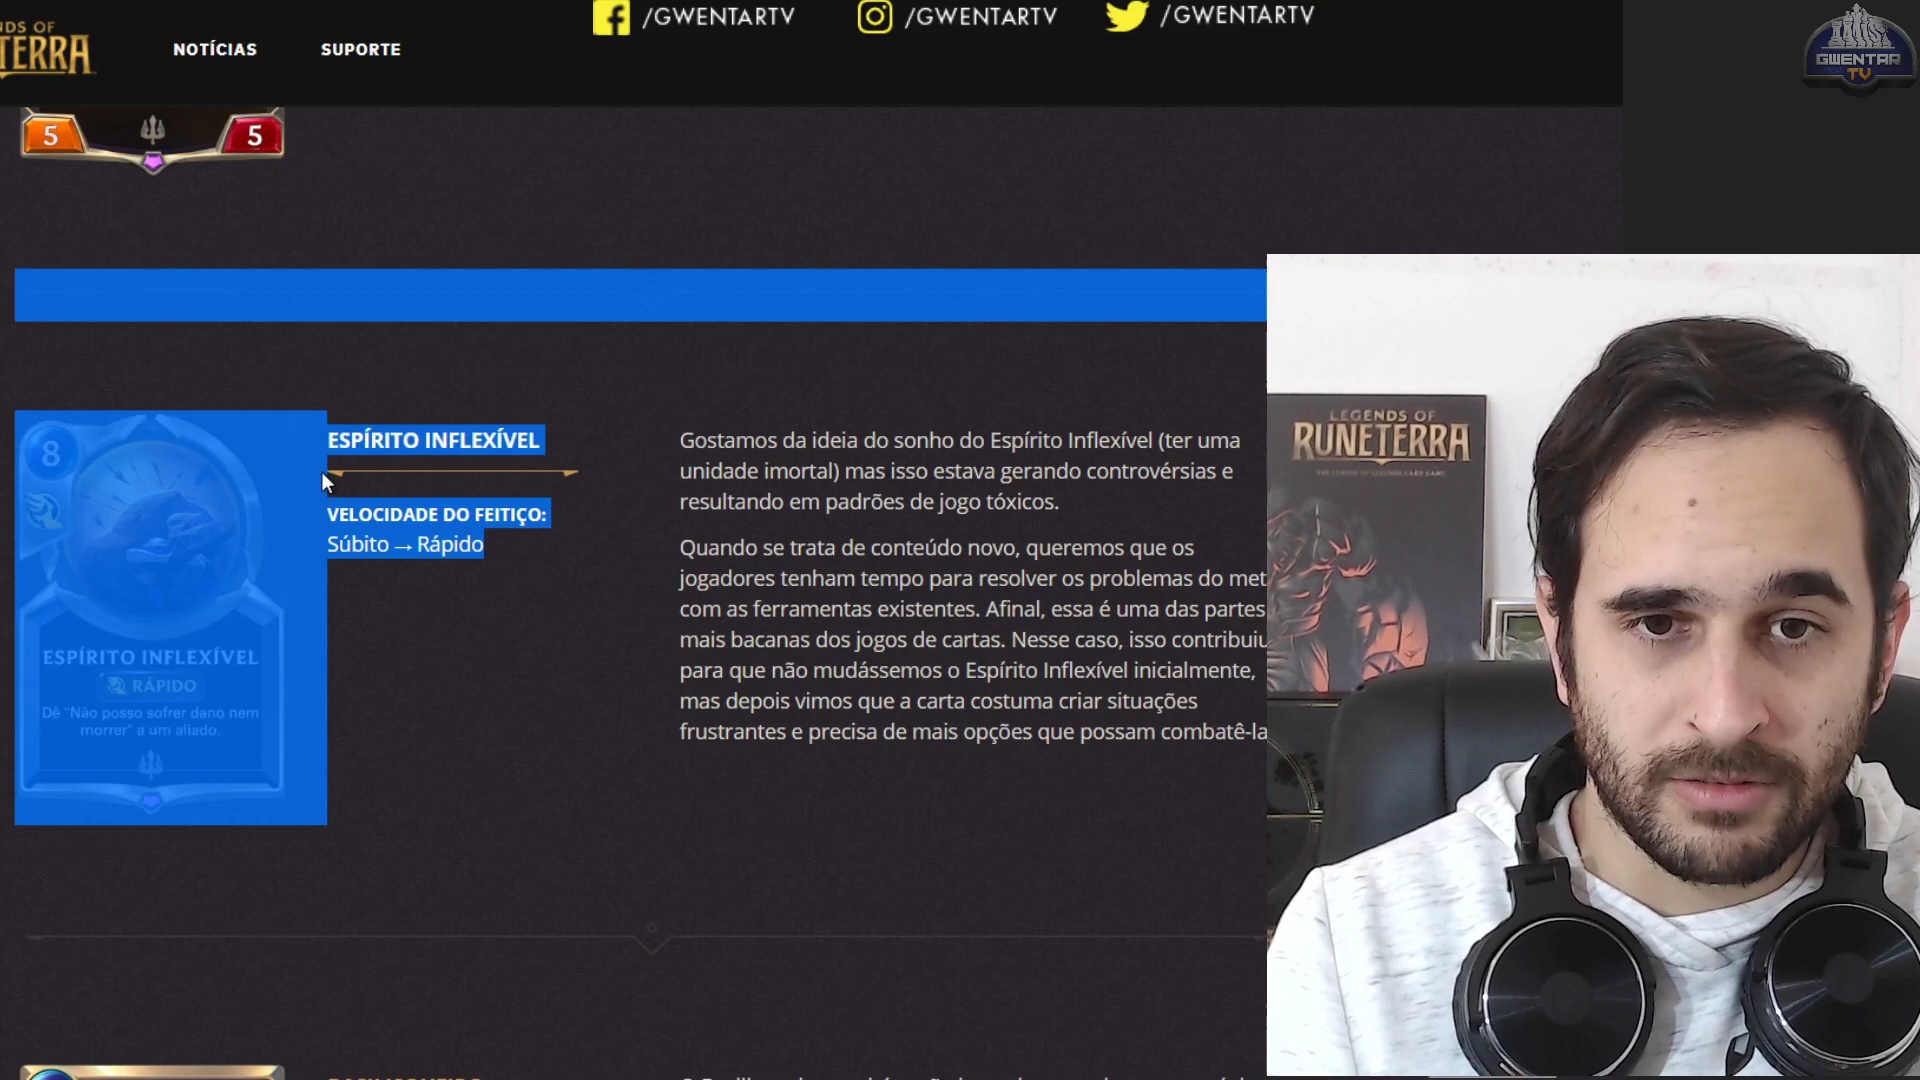 NDS OF
TERRA
NOTÍCIAS
SUPORTE
/GWENTARTV
/GWENTARTV
/GWENTARTV
GWENTAR
TV
5
5
8
ESPÍRITO INFLEXÍVEL
RÁPIDO
Dê "Não posso sofrer dano nem
morrer" a um aliado.
ESPÍRITO INFLEXÍVEL
VELOCIDADE DO FEITIÇO:
Súbito → Rápido
Gostamos da ideia do sonho do Espírito Inflexível (ter uma
unidade imortal) mas isso estava gerando controvérsias e
resultando em padrões de jogo tóxicos.
Quando se trata de conteúdo novo, queremos que os
jogadores tenham tempo para resolver os problemas do met
com as ferramentas existentes. Afinal, essa é uma das partes
mais bacanas dos jogos de cartas. Nesse caso, isso contribuiu
para que não mudássemos o Espírito Inflexível inicialmente,
mas depois vimos que a carta costuma criar situações
frustrantes e precisa de mais opções que possam combatê-la
LEGENDS OF
RUNETERRA